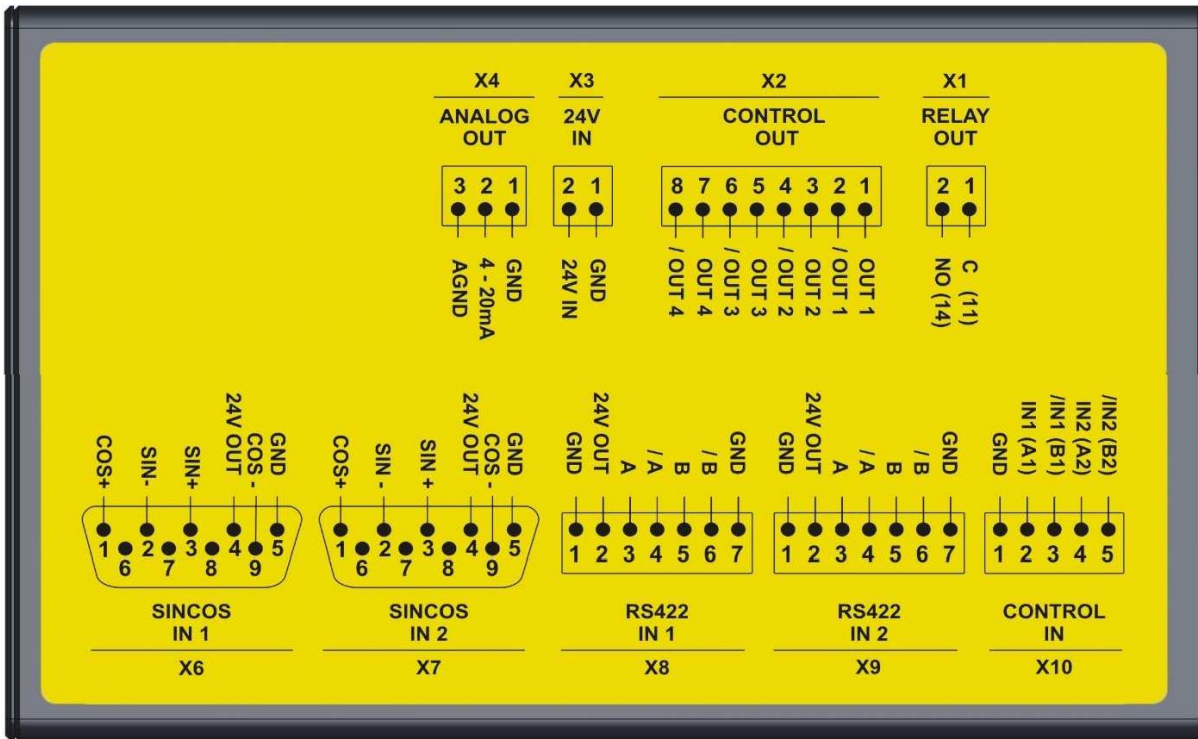 X4
ANALOG
OUT
3 2 1
AGND
4 - 20mA
GND
X3
24V
IN
2 1
24V IN
GND
X2
CONTROL
OUT
8 7 6 5 4 3 2 1
/ OUT 4
OUT 4
/ OUT 3
OUT 3
/ OUT 2
OUT 2
/ OUT 1
OUT 1
X1
RELAY
OUT
2 1
NO (14)
C (11)
COS+
SIN-
SIN+
24V OUT
COS -
GND
1 2 3 4 5
6 7 8 9
SINCOS
IN 1
X6
COS+
SIN -
SIN +
24V OUT
COS -
GND
1 2 3 4 5
6 7 8 9
SINCOS
IN 2
X7
GND
24V OUT
A
/ A
B
/ B
GND
1 2 3 4 5 6 7
RS422
IN 1
X8
GND
24V OUT
A
/ A
B
/ B
GND
1 2 3 4 5 6 7
RS422
IN 2
X9
GND
IN1 (A1)
/IN1 (B1)
IN2 (A2)
/IN2 (B2)
1 2 3 4 5
CONTROL
IN
X10